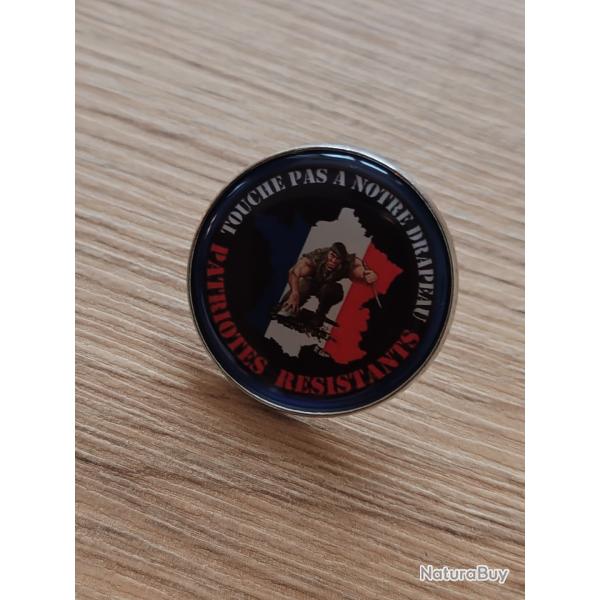 TOUCHE PAS A NOTRE DRAPEAU
PATRIOTES RESISTANTS
NaturaBuy